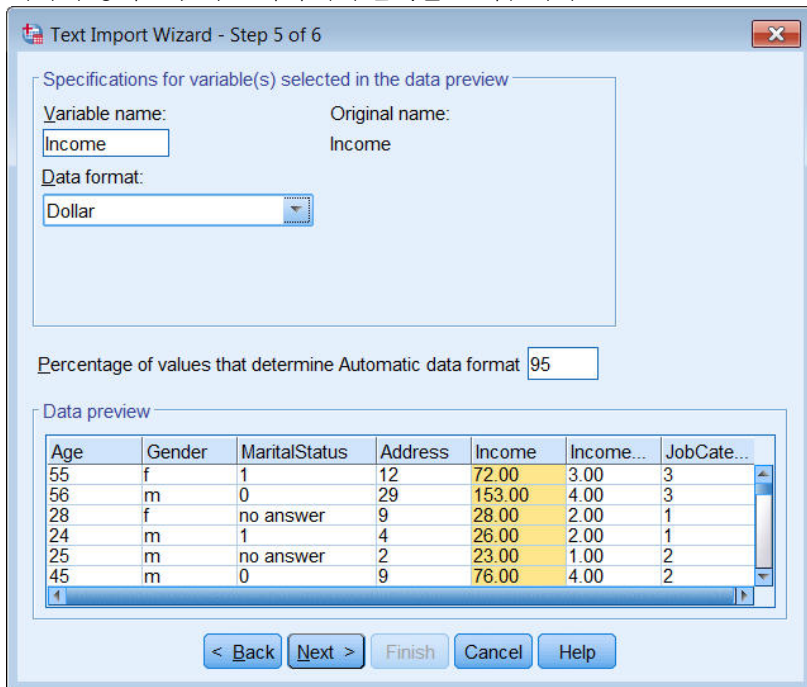 Text Import Wizard - Step 5 of 6
Specifications for variable(s) selected in the data preview
Variable name: Original name:
Income Income
Data format:
Dollar
Percentage of values that determine Automatic data format 95
Data preview
Age Gender MaritalStatus Address Income Income... JobCate...
55 f 1 12 72.00 3.00 3
56 m 0 29 153.00 4.00 3
28 f no answer 9 28.00 2.00 1
24 m 1 4 26.00 2.00 1
25 m no answer 2 23.00 1.00 2
45 m 0 9 76.00 4.00 2
< Back Next > Finish Cancel Help